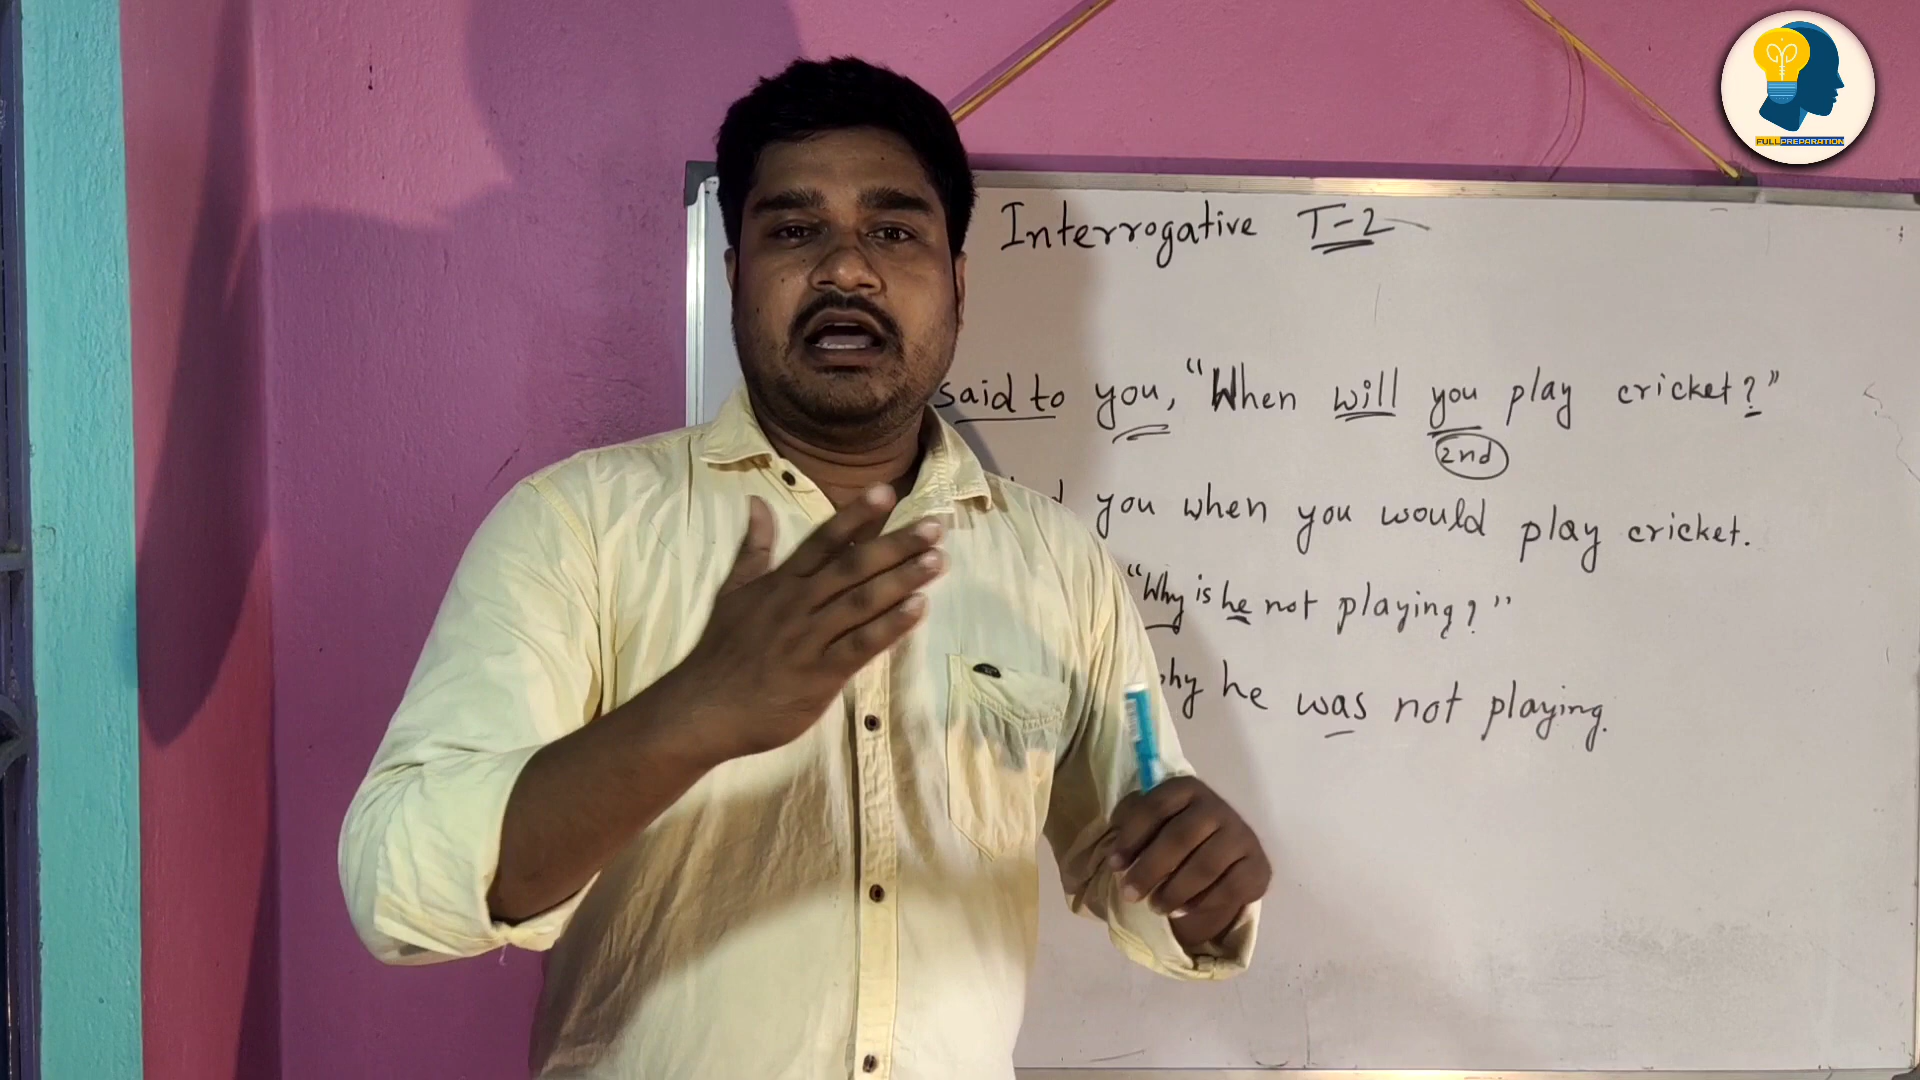 FULLPREPARATION
Interrogative T-2
said to you, "When will you play cricket?"
2nd
you when you would play cricket.
"Why is he not playing?"
why he was not playing.